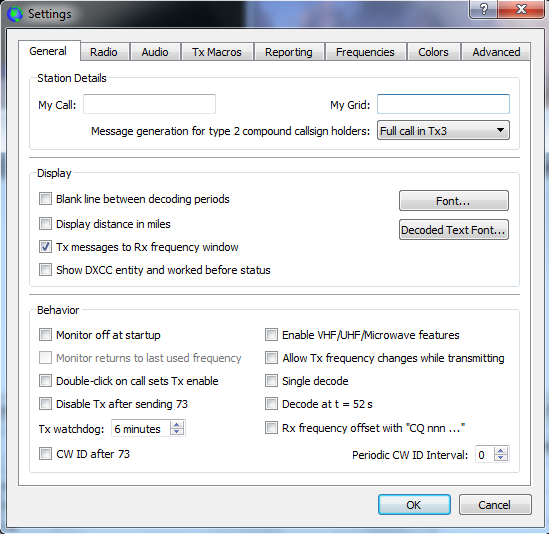 Settings
General Radio Audio Tx Macros Reporting Frequencies Colors Advanced
Station Details
My Call: My Grid:
Message generation for type 2 compound callsign holders: Full call in Tx3
Display
Blank line between decoding periods Font...
Display distance in miles Decoded Text Font...
Tx messages to Rx frequency window
Show DXCC entity and worked before status
Behavior
Monitor off at startup Enable VHF/UHF/Microwave features
Monitor returns to last used frequency Allow Tx frequency changes while transmitting
Double-click on call sets Tx enable Single decode
Disable Tx after sending 73 Decode at t = 52 s
Tx watchdog: 6 minutes Rx frequency offset with "CQ nnn ..."
CW ID after 73 Periodic CW ID Interval: 0
OK Cancel